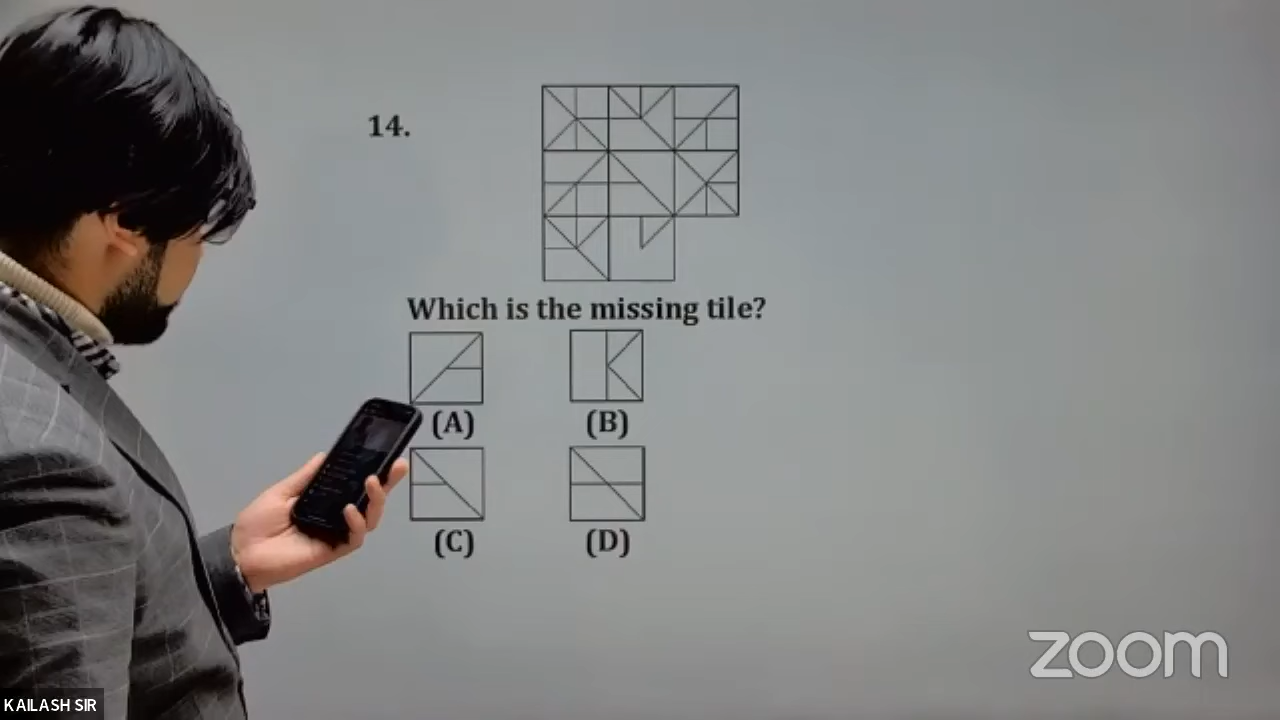 14.
Which is the missing tile?
(A)
(B)
(C)
(D)
zoom
KAILASH SIR